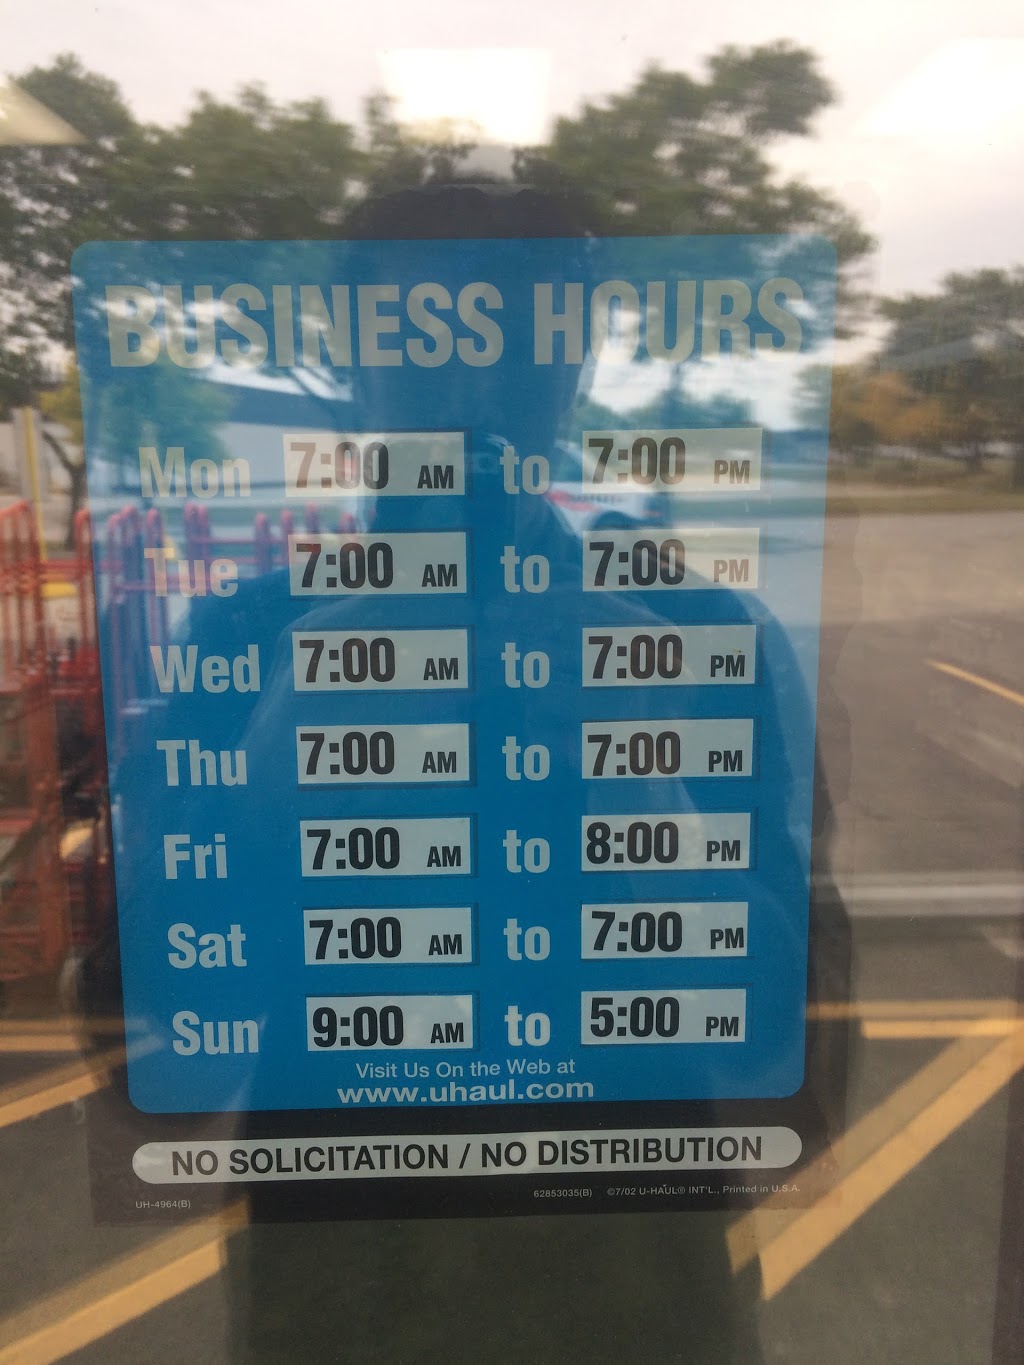 BUSINESS HOURS
Mon 7:00 AM to 7:00 PM
Tue 7:00 AM to 7:00 PM
Wed 7:00 AM to 7:00 PM
Thu 7:00 AM to 7:00 PM
Fri 7:00 AM to 8:00 PM
Sat 7:00 AM to 7:00 PM
Sun 9:00 AM to 5:00 PM
Visit Us On the Web at
www.uhaul.com
NO SOLICITATION / NO DISTRIBUTION
UH-4964(B) 62853035(B) ©7/02 U-HAUL® INT'L., Printed in U.S.A.